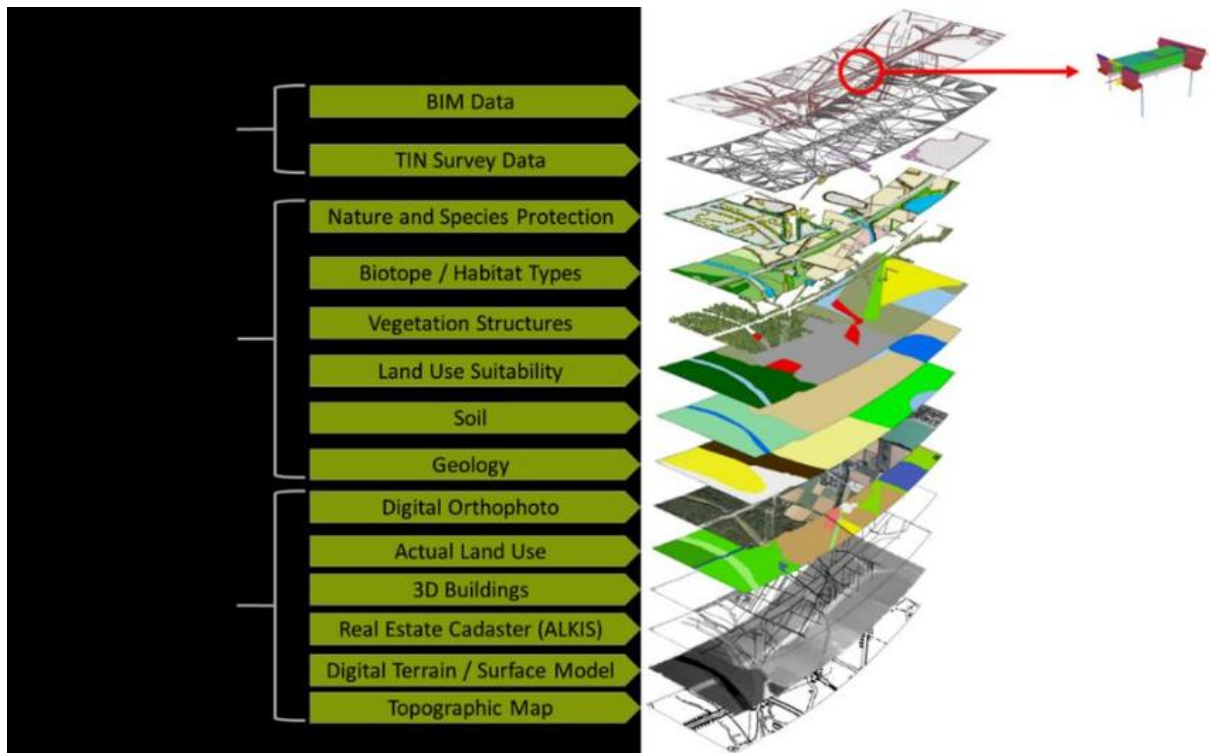 BIM Data
TIN Survey Data
Nature and Species Protection
Biotope / Habitat Types
Vegetation Structures
Land Use Suitability
Soil
Geology
Digital Orthophoto
Actual Land Use
3D Buildings
Real Estate Cadaster (ALKIS)
Digital Terrain / Surface Model
Topographic Map